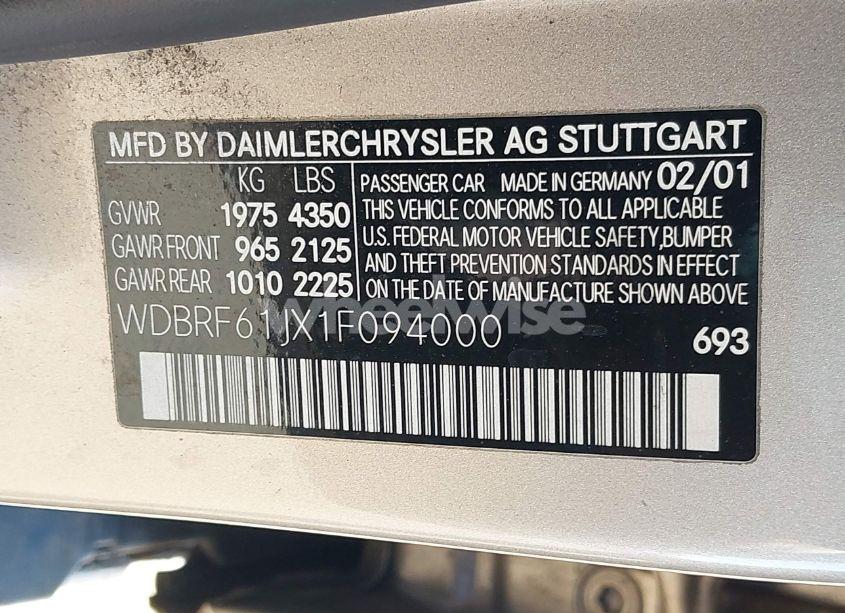 MFD BY DAIMLERCHRYSLER AG STUTTGART
KG LBS
GVWR 1975 4350
GAWR FRONT 965 2125
GAWR REAR 1010 2225
PASSENGER CAR MADE IN GERMANY 02/01
THIS VEHICLE CONFORMS TO ALL APPLICABLE
U.S. FEDERAL MOTOR VEHICLE SAFETY,BUMPER
AND THEFT PREVENTION STANDARDS IN EFFECT
ON THE DATE OF MANUFACTURE SHOWN ABOVE
WDBRF61JX1F094000
wheelwise
693